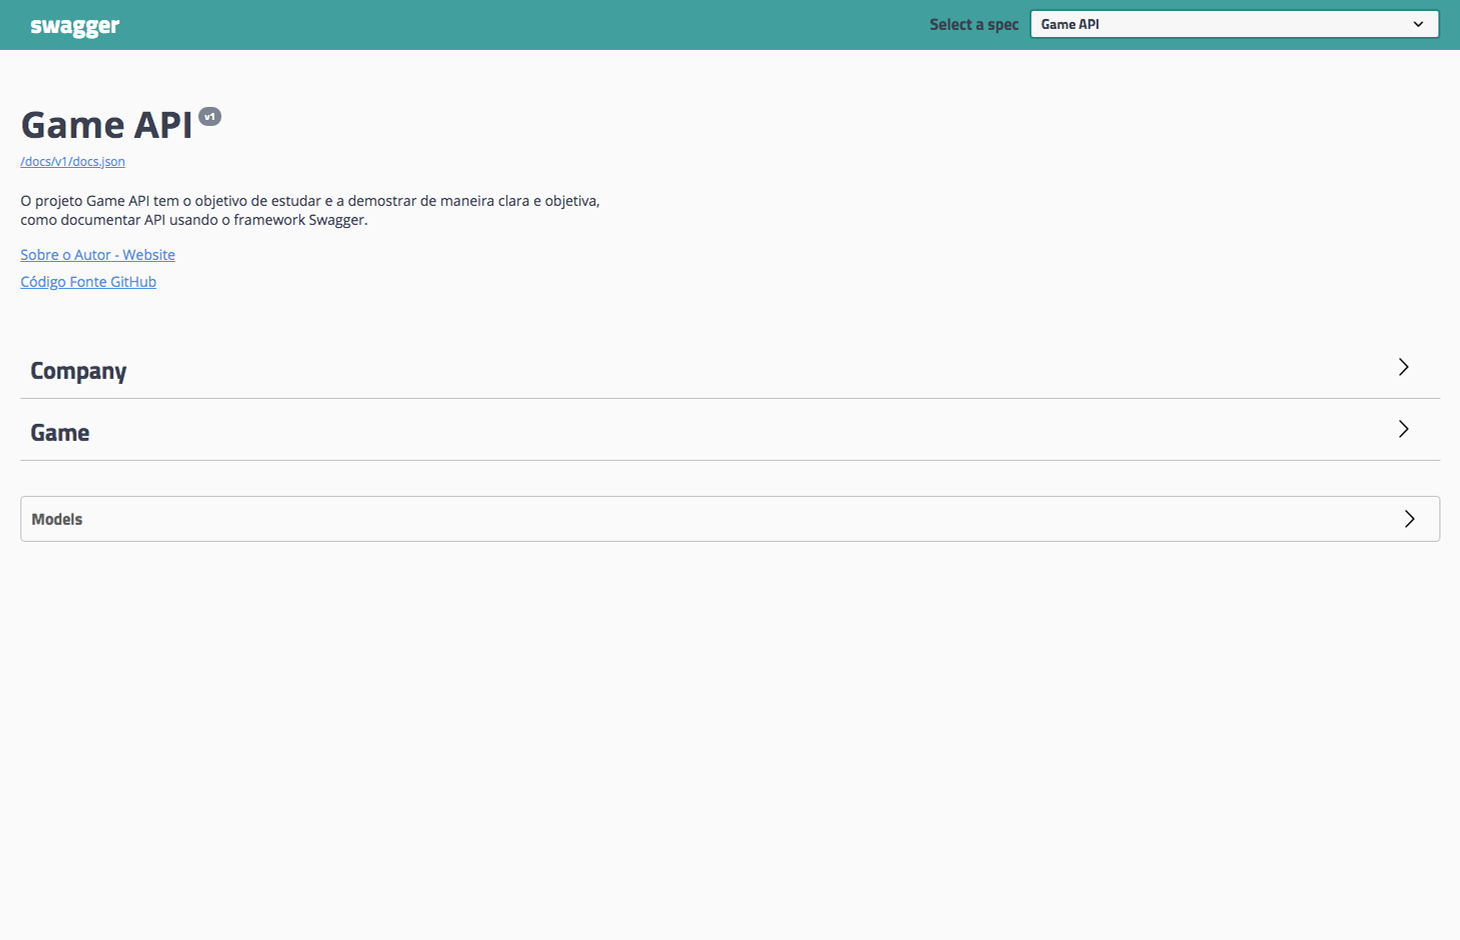 swagger
Select a spec
Game API
Game API v1
/docs/v1/docs.json
O projeto Game API tem o objetivo de estudar e a demostrar de maneira clara e objetiva,
como documentar API usando o framework Swagger.
Sobre o Autor - Website
Código Fonte GitHub
Company
Game
Models